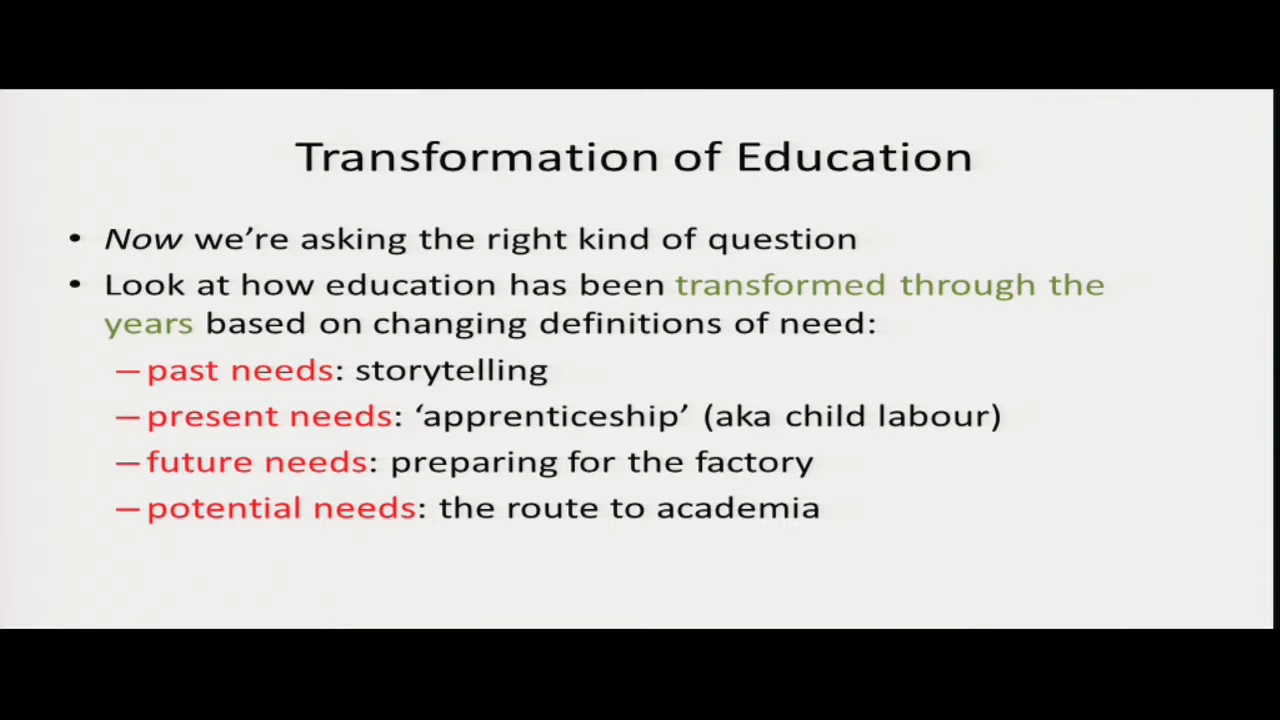 Transformation of Education
• Now we're asking the right kind of question
• Look at how education has been transformed through the
years based on changing definitions of need:
– past needs: storytelling
– present needs: ‘apprenticeship’ (aka child labour)
– future needs: preparing for the factory
– potential needs: the route to academia